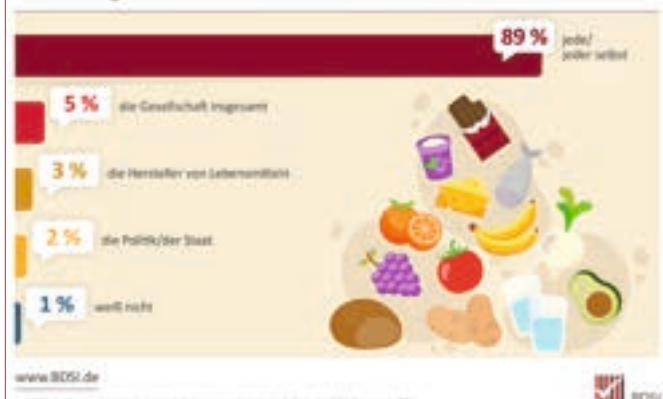 89 %
jede/
jeder selbst
5 %
die Gesellschaft insgesamt
3 %
die Hersteller von Lebensmitteln
2 %
die Politik/der Staat
1 %
weiß nicht
www.BDSI.de
BDSI